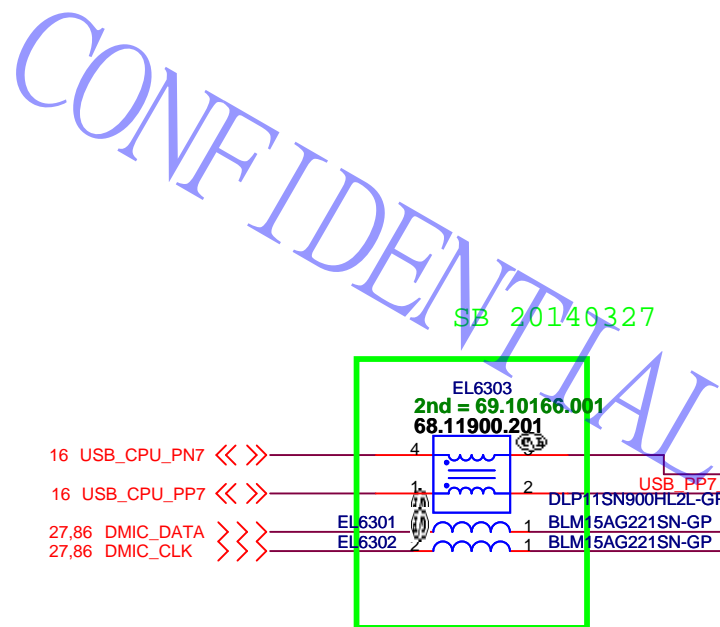 CONFIDENTIAL
SB 20140327
EL6303
2nd = 69.10166.001
68.11900.201
16 USB_CPU_PN7
4
16 USB_CPU_PP7
1
2
USB_PP7
DLP11SN900HL2L-GP
27,86 DMIC_DATA
EL6301
1
BLM15AG221SN-GP
27,86 DMIC_CLK
EL6302
2
1
BLM15AG221SN-GP